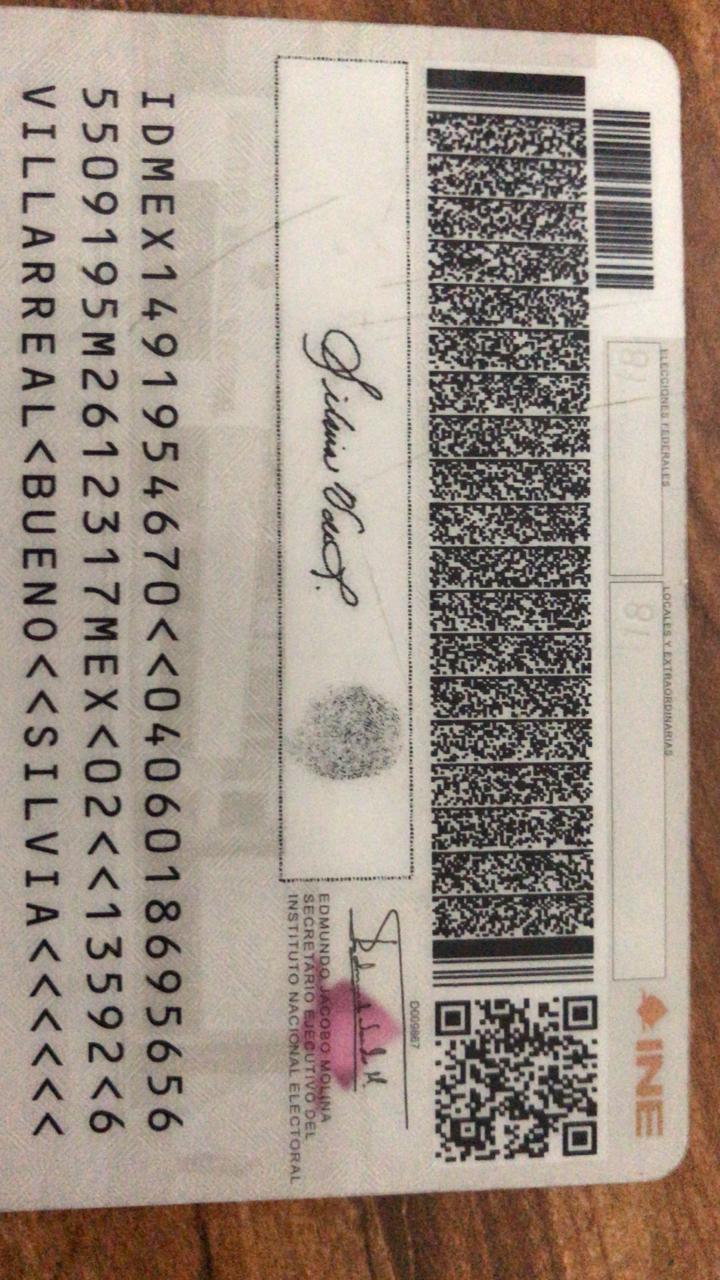 ELECCIONES FEDERALES
LOCALES Y EXTRAORDINARIAS
18
18
INE
D009867
EDMUNDO JACOBO MOLINA
SECRETARIO EJECUTIVO DEL
INSTITUTO NACIONAL ELECTORAL
IDMEX1491954670<<0406018695656
5509195M2612317MEX<02<<13592<6
VILLARREAL<BUENO<<SILVIA<<<<<<